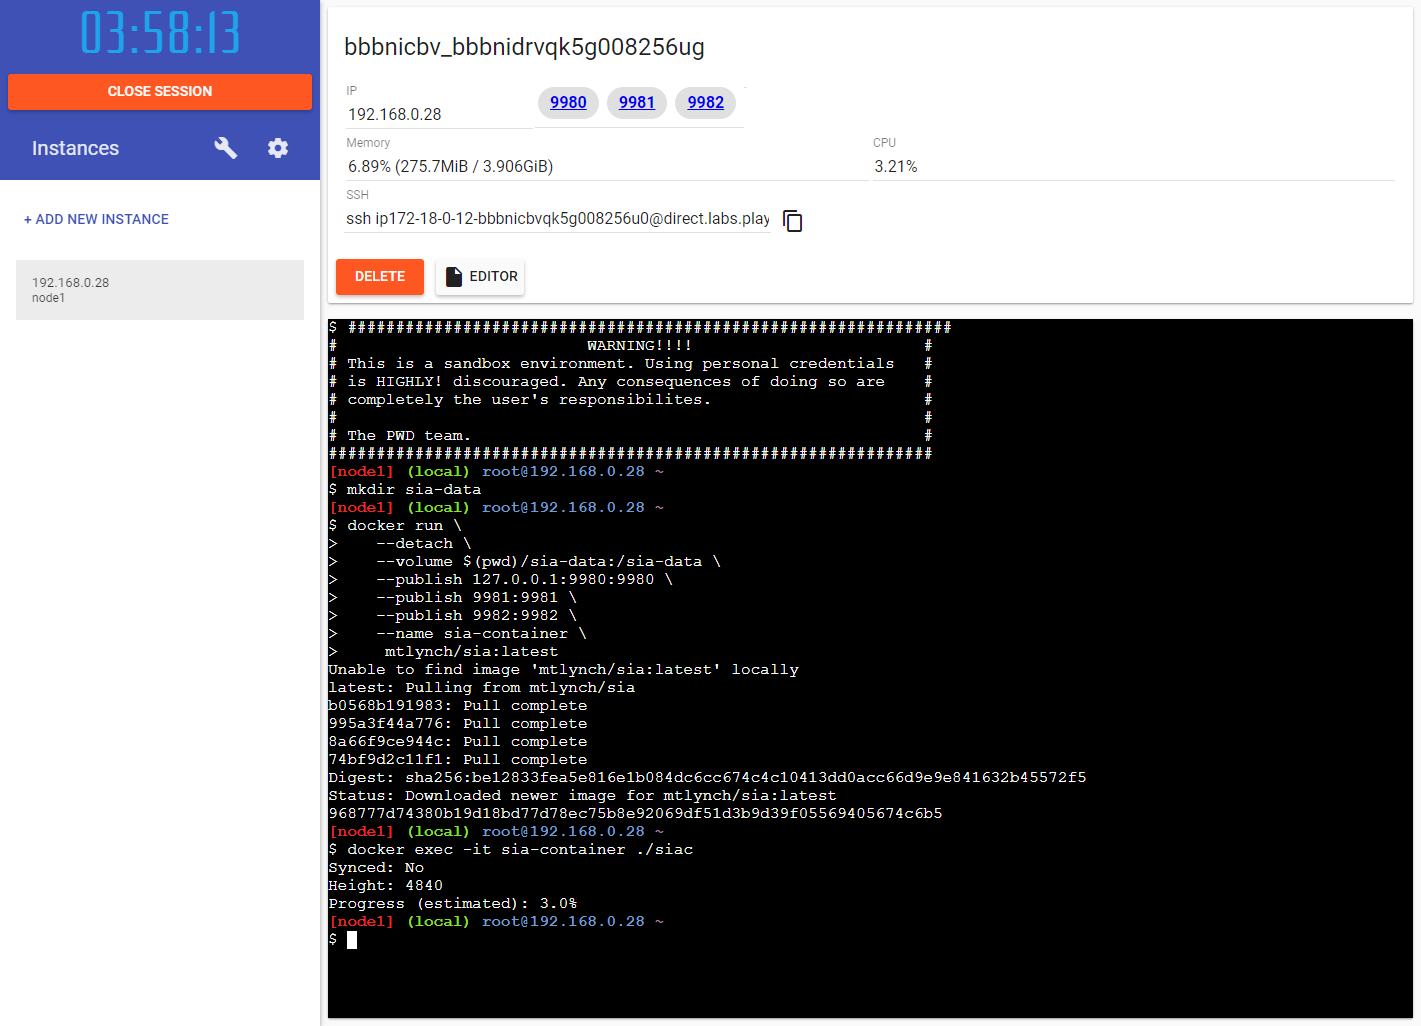 03:58:13
CLOSE SESSION
Instances
+ ADD NEW INSTANCE
192.168.0.28
node1
bbbnicbv_bbbnidrvqk5g008256ug
IP
192.168.0.28
9980 9981 9982
Memory
6.89% (275.7MiB / 3.906GiB)
CPU
3.21%
SSH
ssh ip172-18-0-12-bbbnicbvqk5g008256u0@direct.labs.play
DELETE
EDITOR
$ ###############################################################
#                          WARNING!!!!                        #
# This is a sandbox environment. Using personal credentials   #
# is HIGHLY! discouraged. Any consequences of doing so are    #
# completely the user's responsibilites.                      #
#                                                             #
# The PWD team.                                               #
###############################################################
[node1] (local) root@192.168.0.28 ~
$ mkdir sia-data
[node1] (local) root@192.168.0.28 ~
$ docker run \
>    --detach \
>    --volume $(pwd)/sia-data:/sia-data \
>    --publish 127.0.0.1:9980:9980 \
>    --publish 9981:9981 \
>    --publish 9982:9982 \
>    --name sia-container \
>     mtlynch/sia:latest
Unable to find image 'mtlynch/sia:latest' locally
latest: Pulling from mtlynch/sia
b0568b191983: Pull complete
995a3f44a776: Pull complete
8a66f9ce944c: Pull complete
74bf9d2c11f1: Pull complete
Digest: sha256:be12833fea5e816e1b084dc6cc674c4c10413dd0acc66d9e9e841632b45572f5
Status: Downloaded newer image for mtlynch/sia:latest
968777d74380b19d18bd77d78ec75b8e92069df51d3b9d39f05569405674c6b5
[node1] (local) root@192.168.0.28 ~
$ docker exec -it sia-container ./siac
Synced: No
Height: 4840
Progress (estimated): 3.0%
[node1] (local) root@192.168.0.28 ~
$